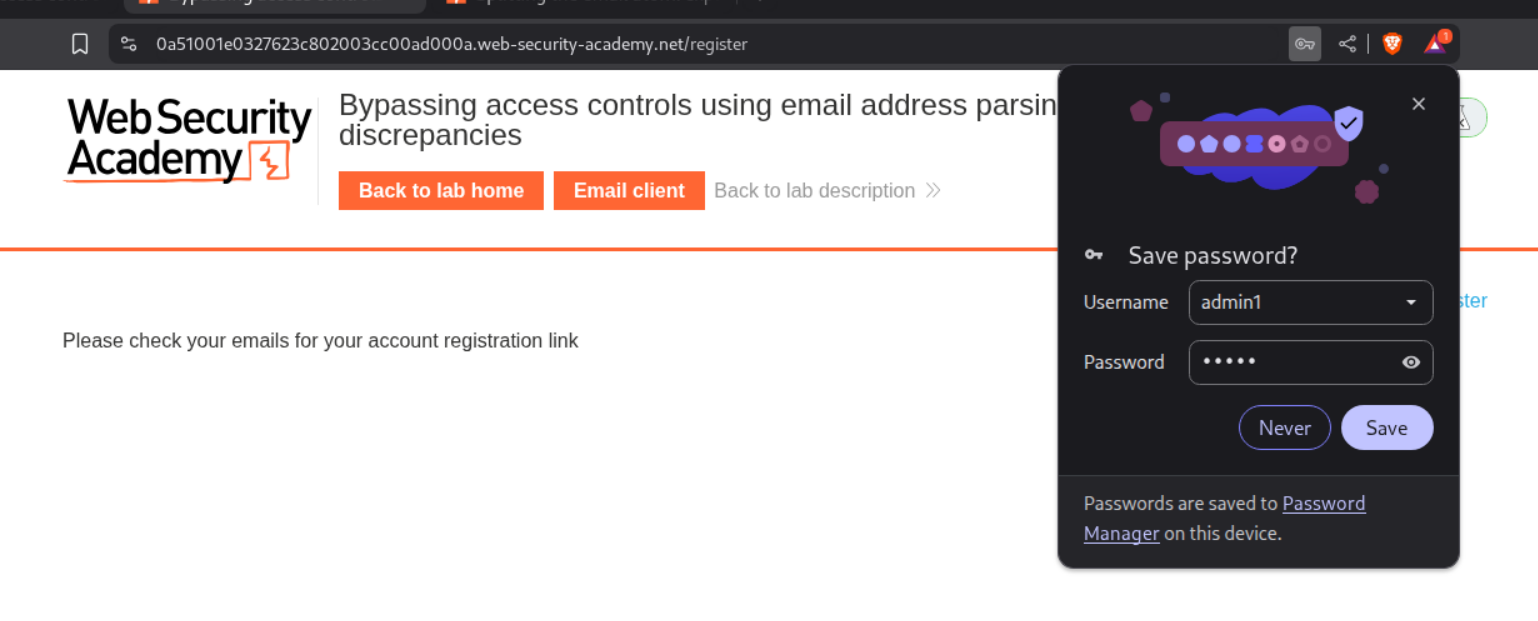 0a51001e0327623c802003cc00ad000a.web-security-academy.net/register
1
Web Security
Academy
Bypassing access controls using email address parsin
discrepancies
Back to lab home
Email client
Back to lab description
Please check your emails for your account registration link
ster
Save password?
Username
admin1
Password
•••••
Never
Save
Passwords are saved to Password
Manager on this device.